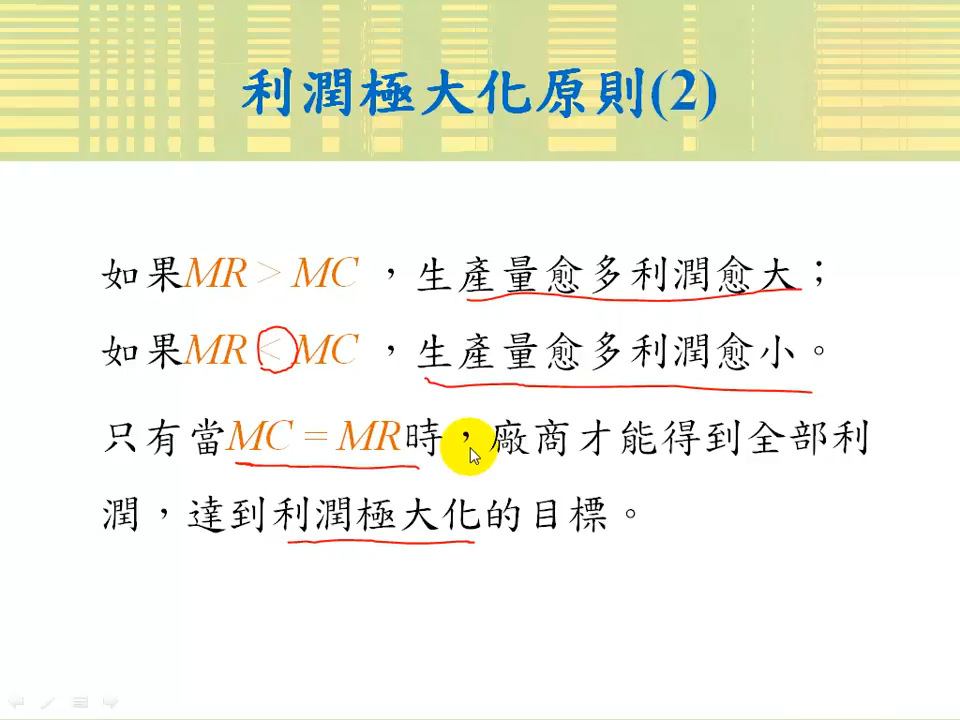 利潤極大化原則(2)
如果MR > MC ，生產量愈多利潤愈大；
如果MR < MC ，生產量愈多利潤愈小。
只有當MC = MR時，廠商才能得到全部利
潤，達到利潤極大化的目標。